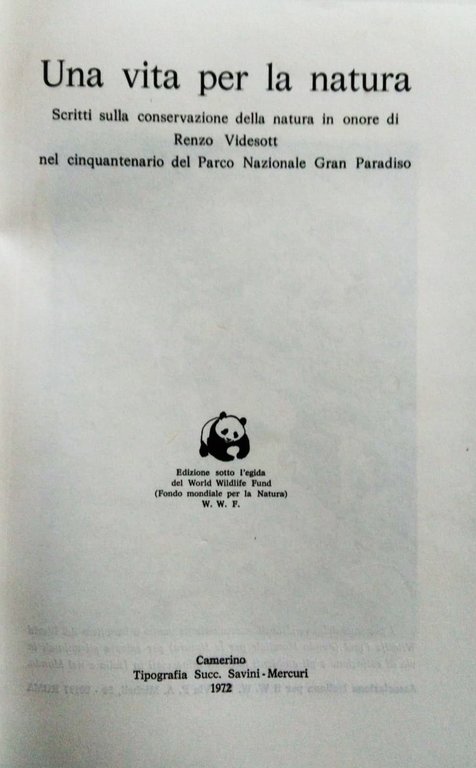 Una vita per la natura
Scritti sulla conservazione della natura in onore di
Renzo Videsott
nel cinquantenario del Parco Nazionale Gran Paradiso
Edizione sotto l'egida
del World Wildlife Fund
(Fondo mondiale per la Natura)
W. W. F.
Camerino
Tipografia Succ. Savini - Mercuri
1972